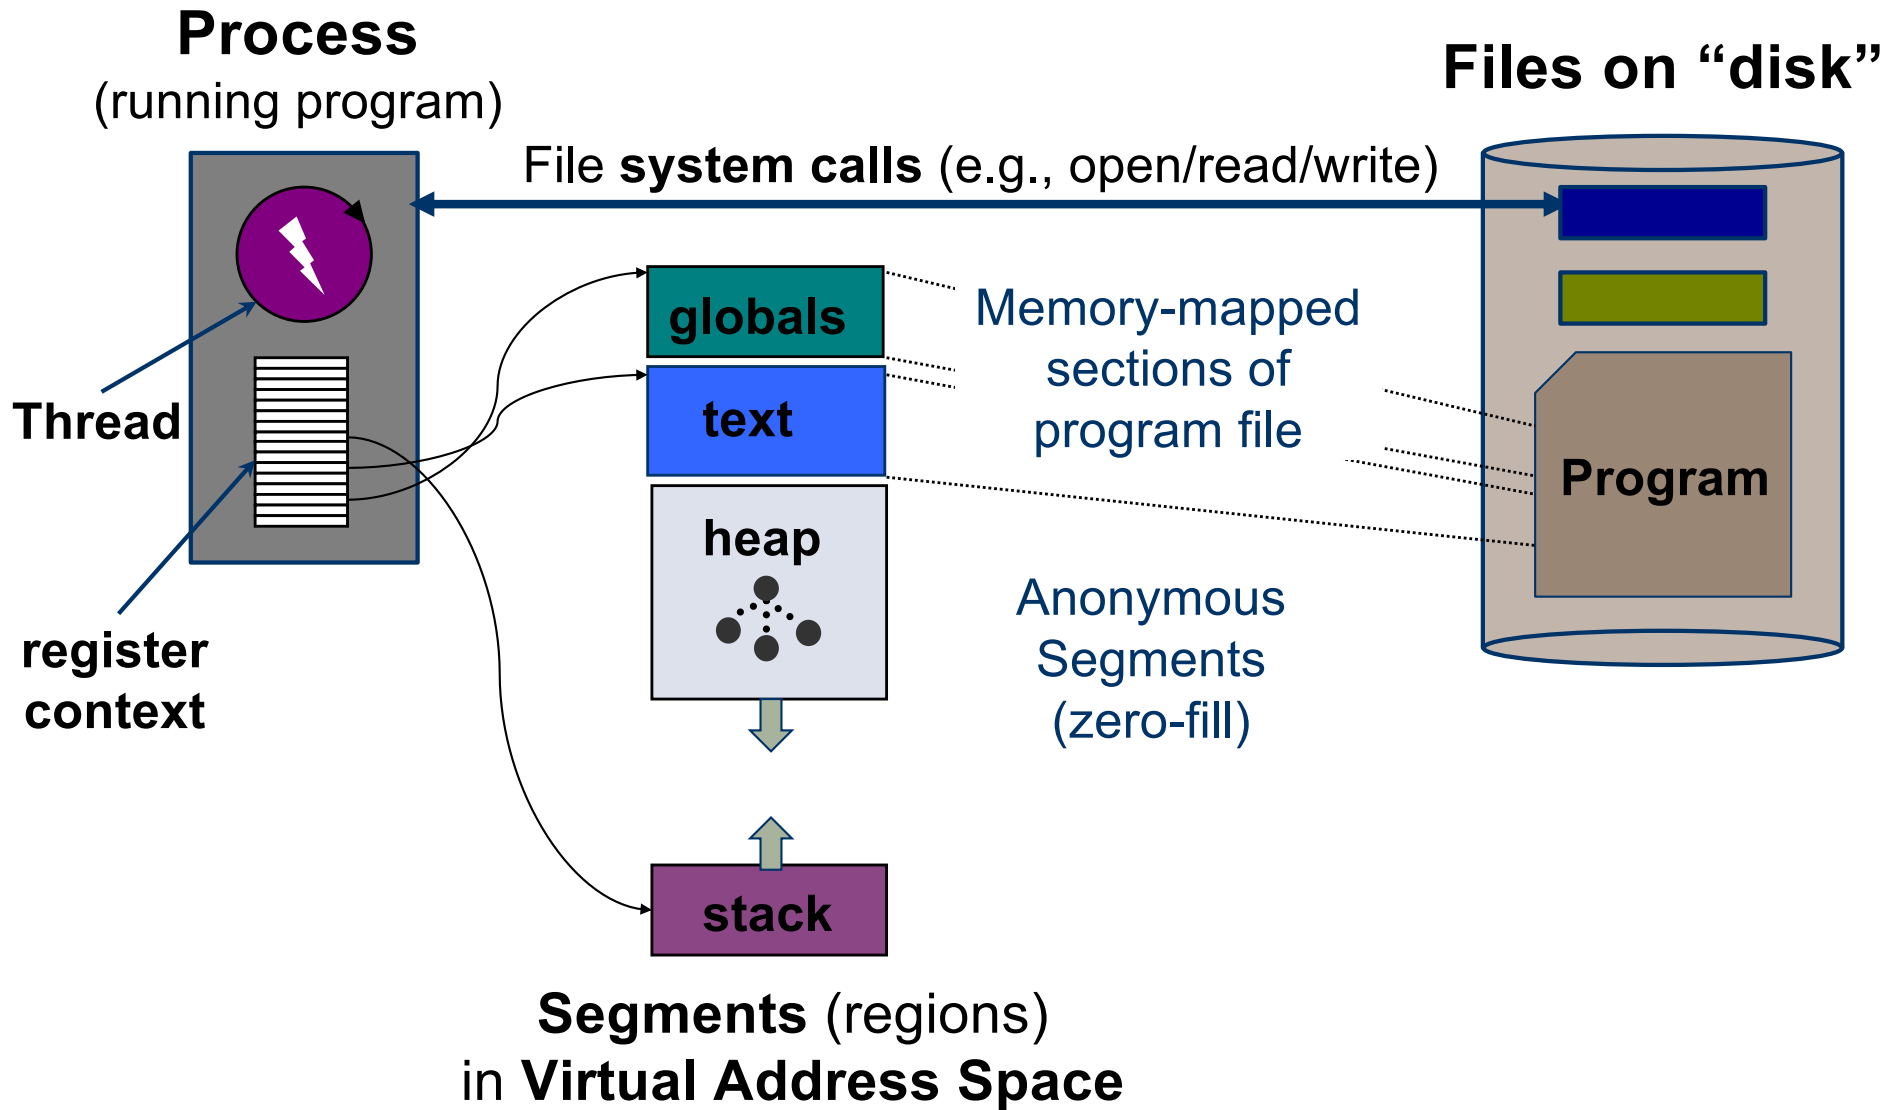 Process
(running program)
Files on “disk”
File system calls (e.g., open/read/write)
globals
Memory-mapped
sections of
program file
text
Thread
Program
heap
Anonymous
Segments
(zero-fill)
register
context
stack
Segments (regions)
in Virtual Address Space